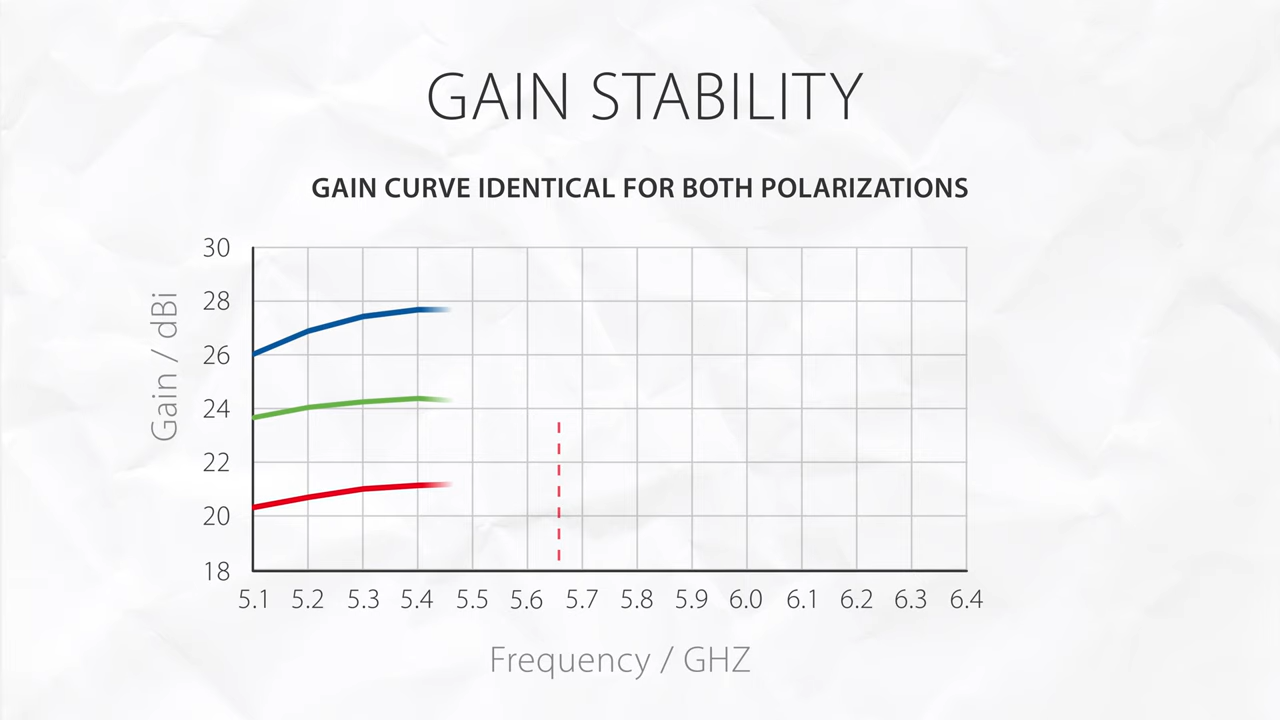 GAIN STABILITY
GAIN CURVE IDENTICAL FOR BOTH POLARIZATIONS
Gain / dBi
30
28
26
24
22
20
18
5.1 5.2 5.3 5.4 5.5 5.6 5.7 5.8 5.9 6.0 6.1 6.2 6.3 6.4
Frequency / GHZ